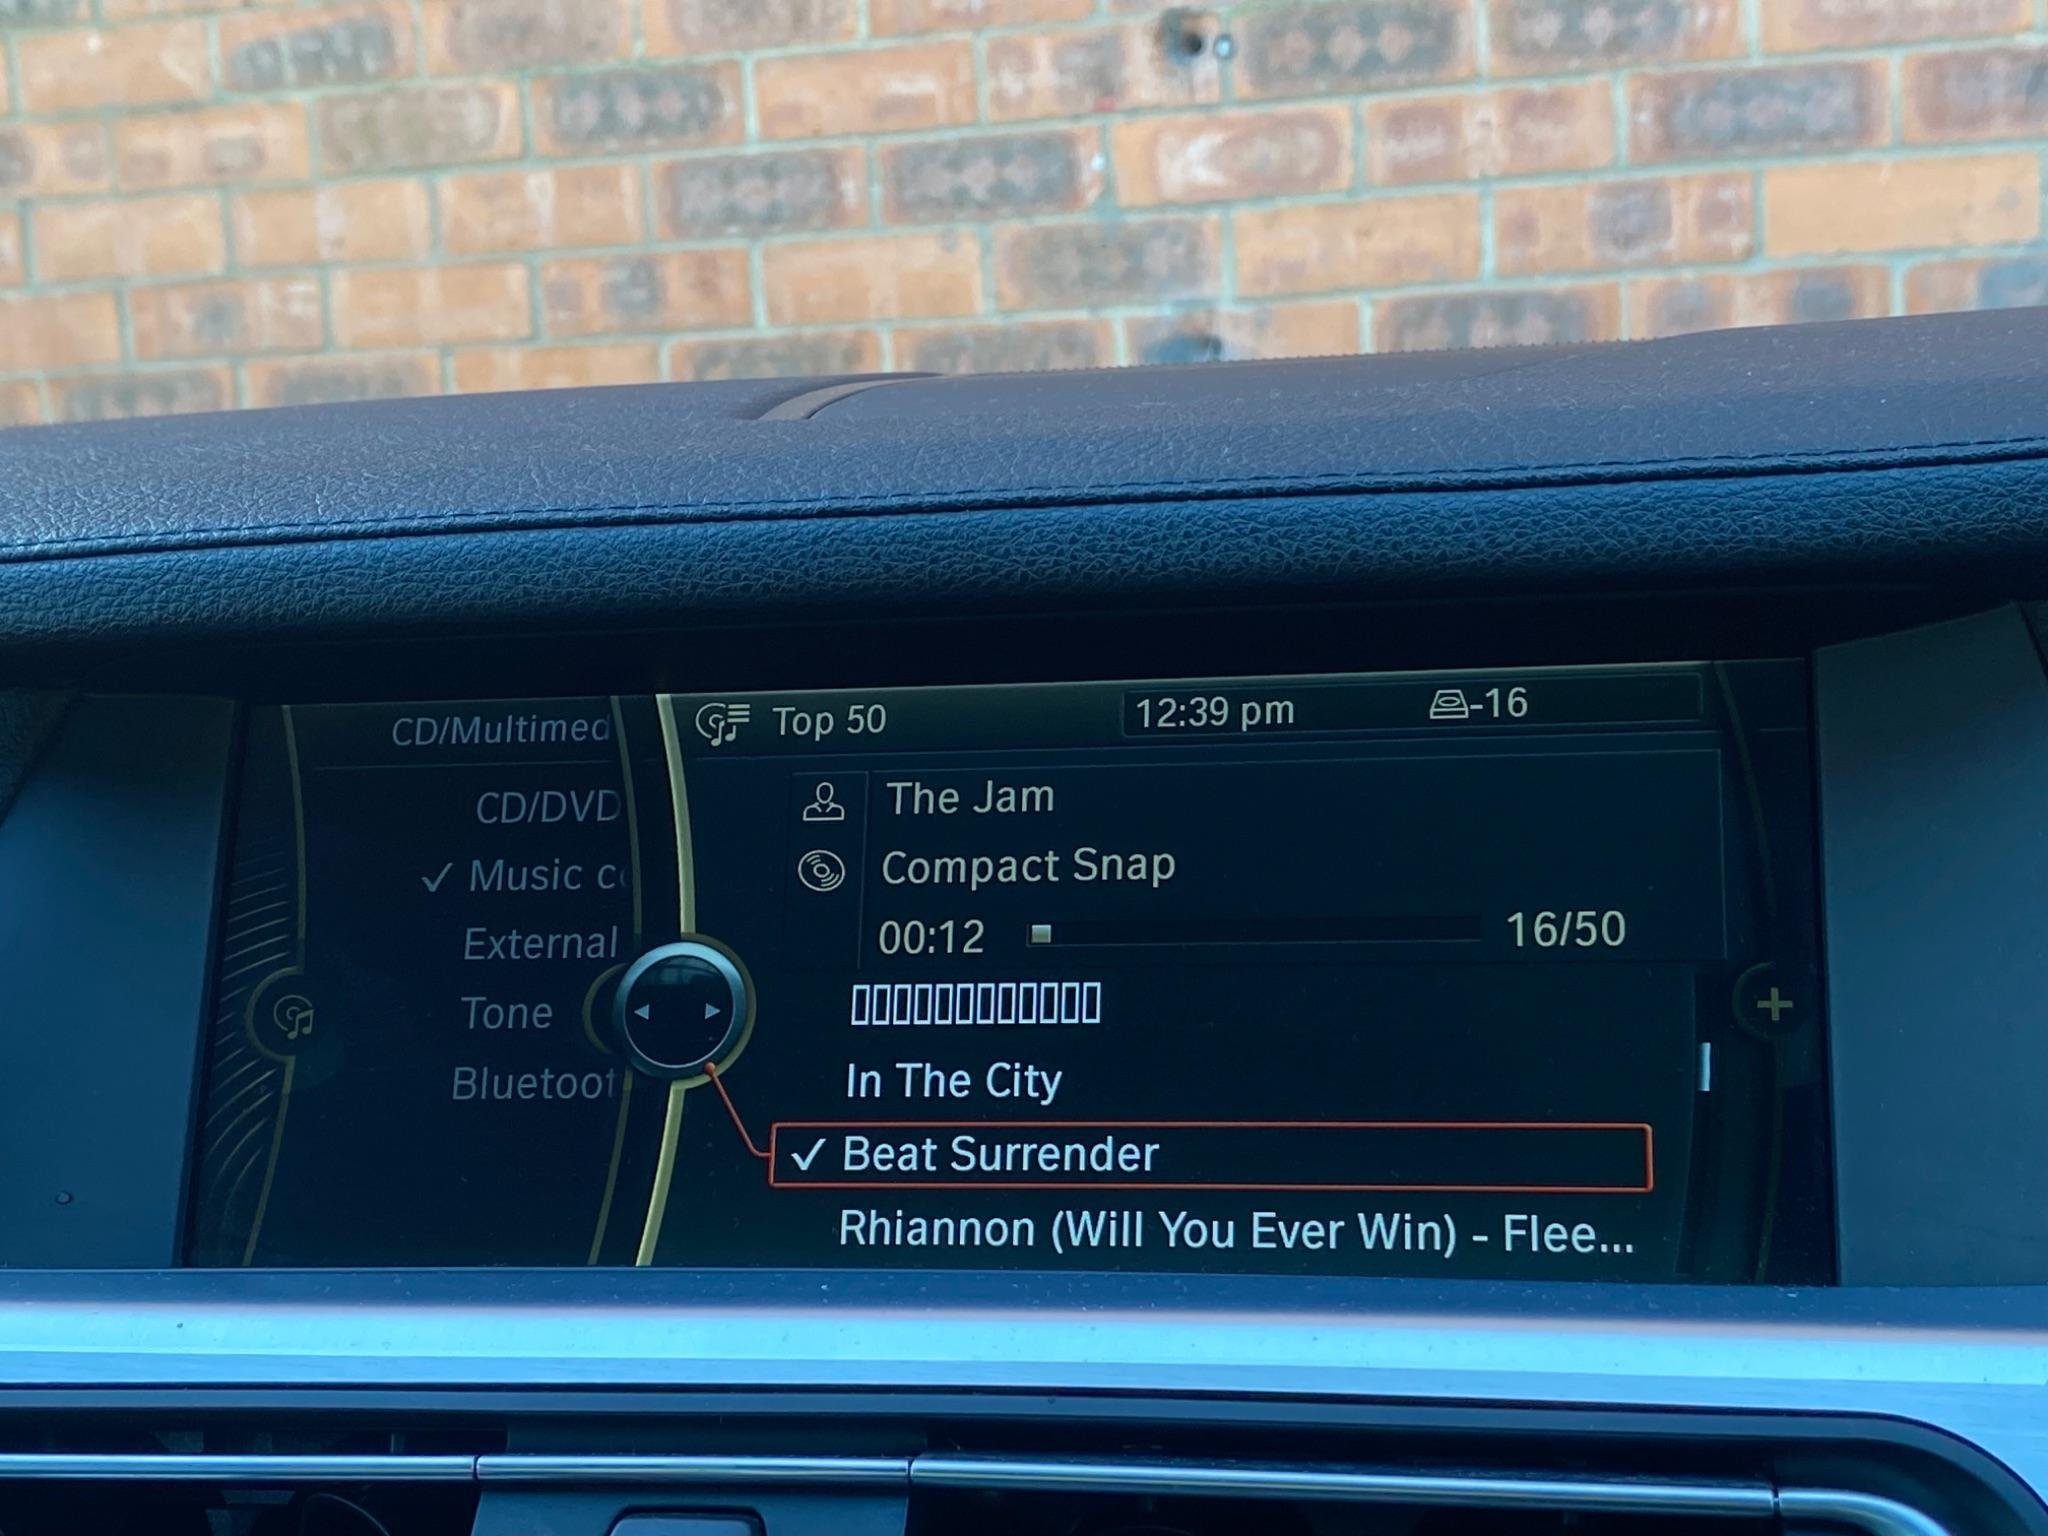 CD/Multimed
CD/DVD
✓ Music c
External
Tone
Bluetoot
Top 50
12:39 pm
-16
The Jam
Compact Snap
00:12
16/50
▯▯▯▯▯▯▯▯▯▯▯▯
In The City
✓ Beat Surrender
Rhiannon (Will You Ever Win) - Flee...